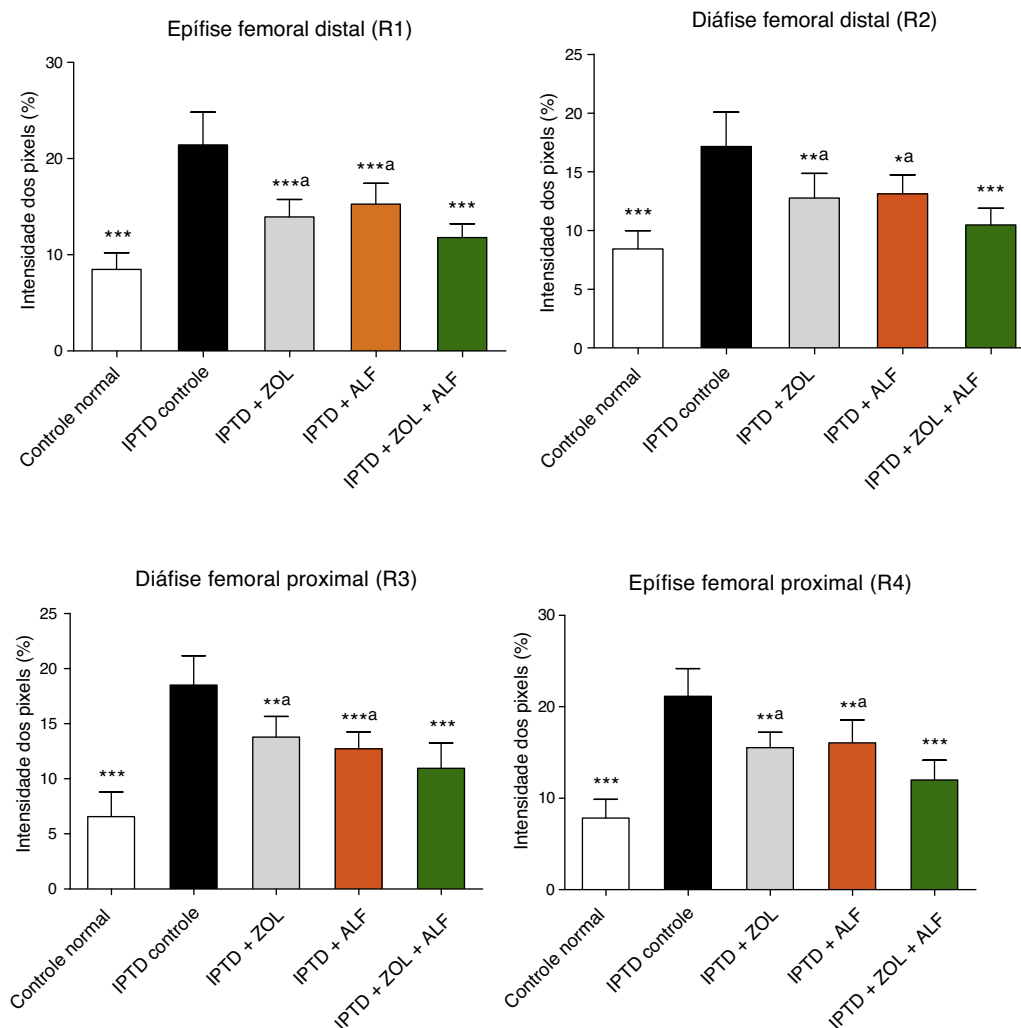 Epífise femoral distal (R1)
Intensidade dos pixels (%)
30
20
10
0
***
***a
***a
***
Controle normal
IPTD controle
IPTD + ZOL
IPTD + ALF
IPTD + ZOL + ALF
Diáfise femoral distal (R2)
Intensidade dos pixels (%)
25
20
15
10
5
0
***
**a
*a
***
Controle normal
IPTD controle
IPTD + ZOL
IPTD + ALF
IPTD + ZOL + ALF
Diáfise femoral proximal (R3)
Intensidade dos pixels (%)
25
20
15
10
5
0
***
**a
***a
***
Controle normal
IPTD controle
IPTD + ZOL
IPTD + ALF
IPTD + ZOL + ALF
Epífise femoral proximal (R4)
Intensidade dos pixels (%)
30
20
10
0
***
**a
**a
***
Controle normal
IPTD controle
IPTD + ZOL
IPTD + ALF
IPTD + ZOL + ALF